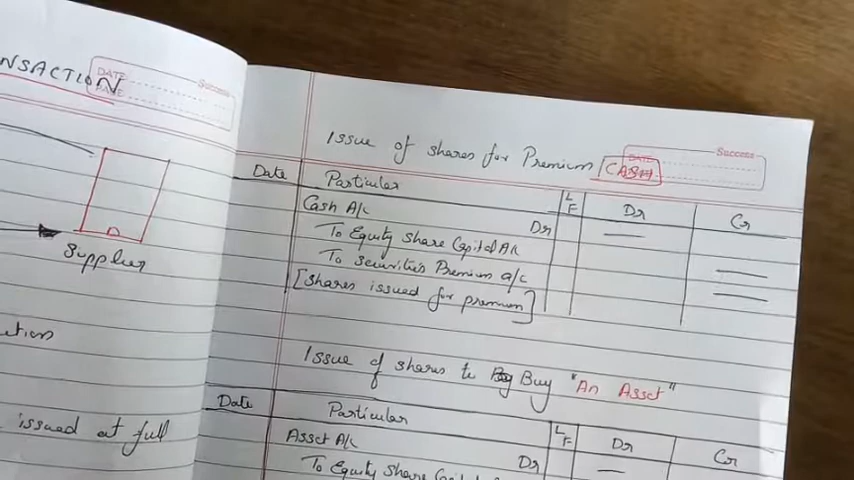 NSACTION
DATE
PAGE
Success
Supplier
issued at full
Issue of shares for Premium / CASH
DATE
Success
Date Particular L F Dr Cr
Cash A/c Dr
To Equity Share Capital A/c
To securities Premium a/c
[Shares issued for premium]
Issue of shares to Buy "An Asset"
Date Particular L F Dr Cr
Asset A/c Dr
To Equity Share